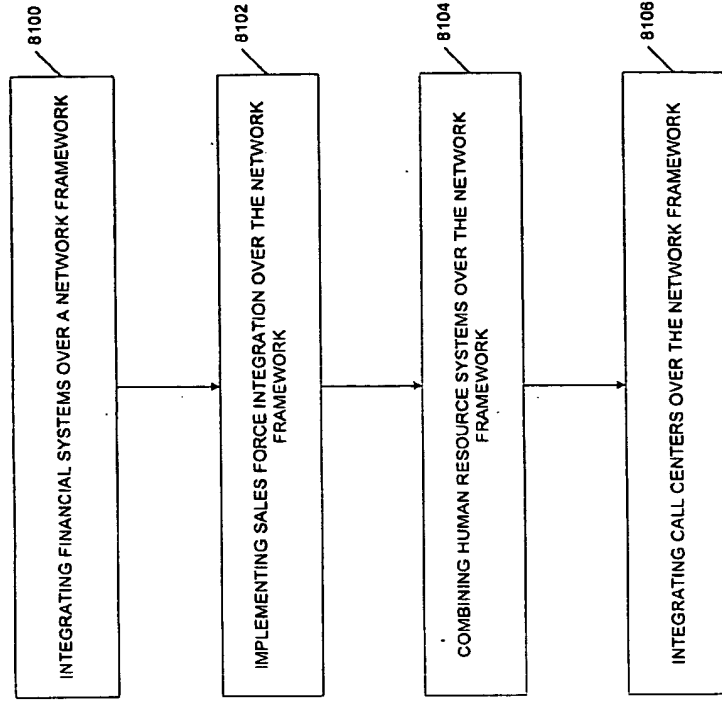 8100
INTEGRATING FINANCIAL SYSTEMS OVER A NETWORK FRAMEWORK
8102
IMPLEMENTING SALES FORCE INTEGRATION OVER THE NETWORK
FRAMEWORK
8104
COMBINING HUMAN RESOURCE SYSTEMS OVER THE NETWORK
FRAMEWORK
8106
INTEGRATING CALL CENTERS OVER THE NETWORK FRAMEWORK